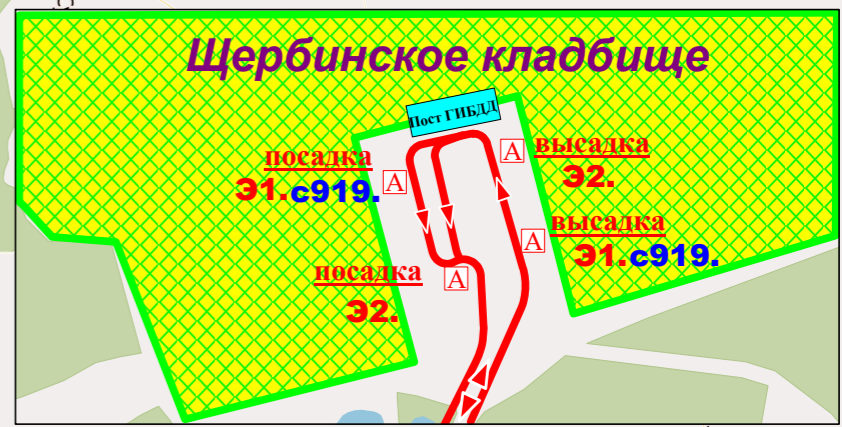 Щербинское кладбище
Пост ГИБДД
посадка
Э1.с919.
А
А
высадка
Э2.
высадка
А
Э1.с919.
посадка
А
Э2.